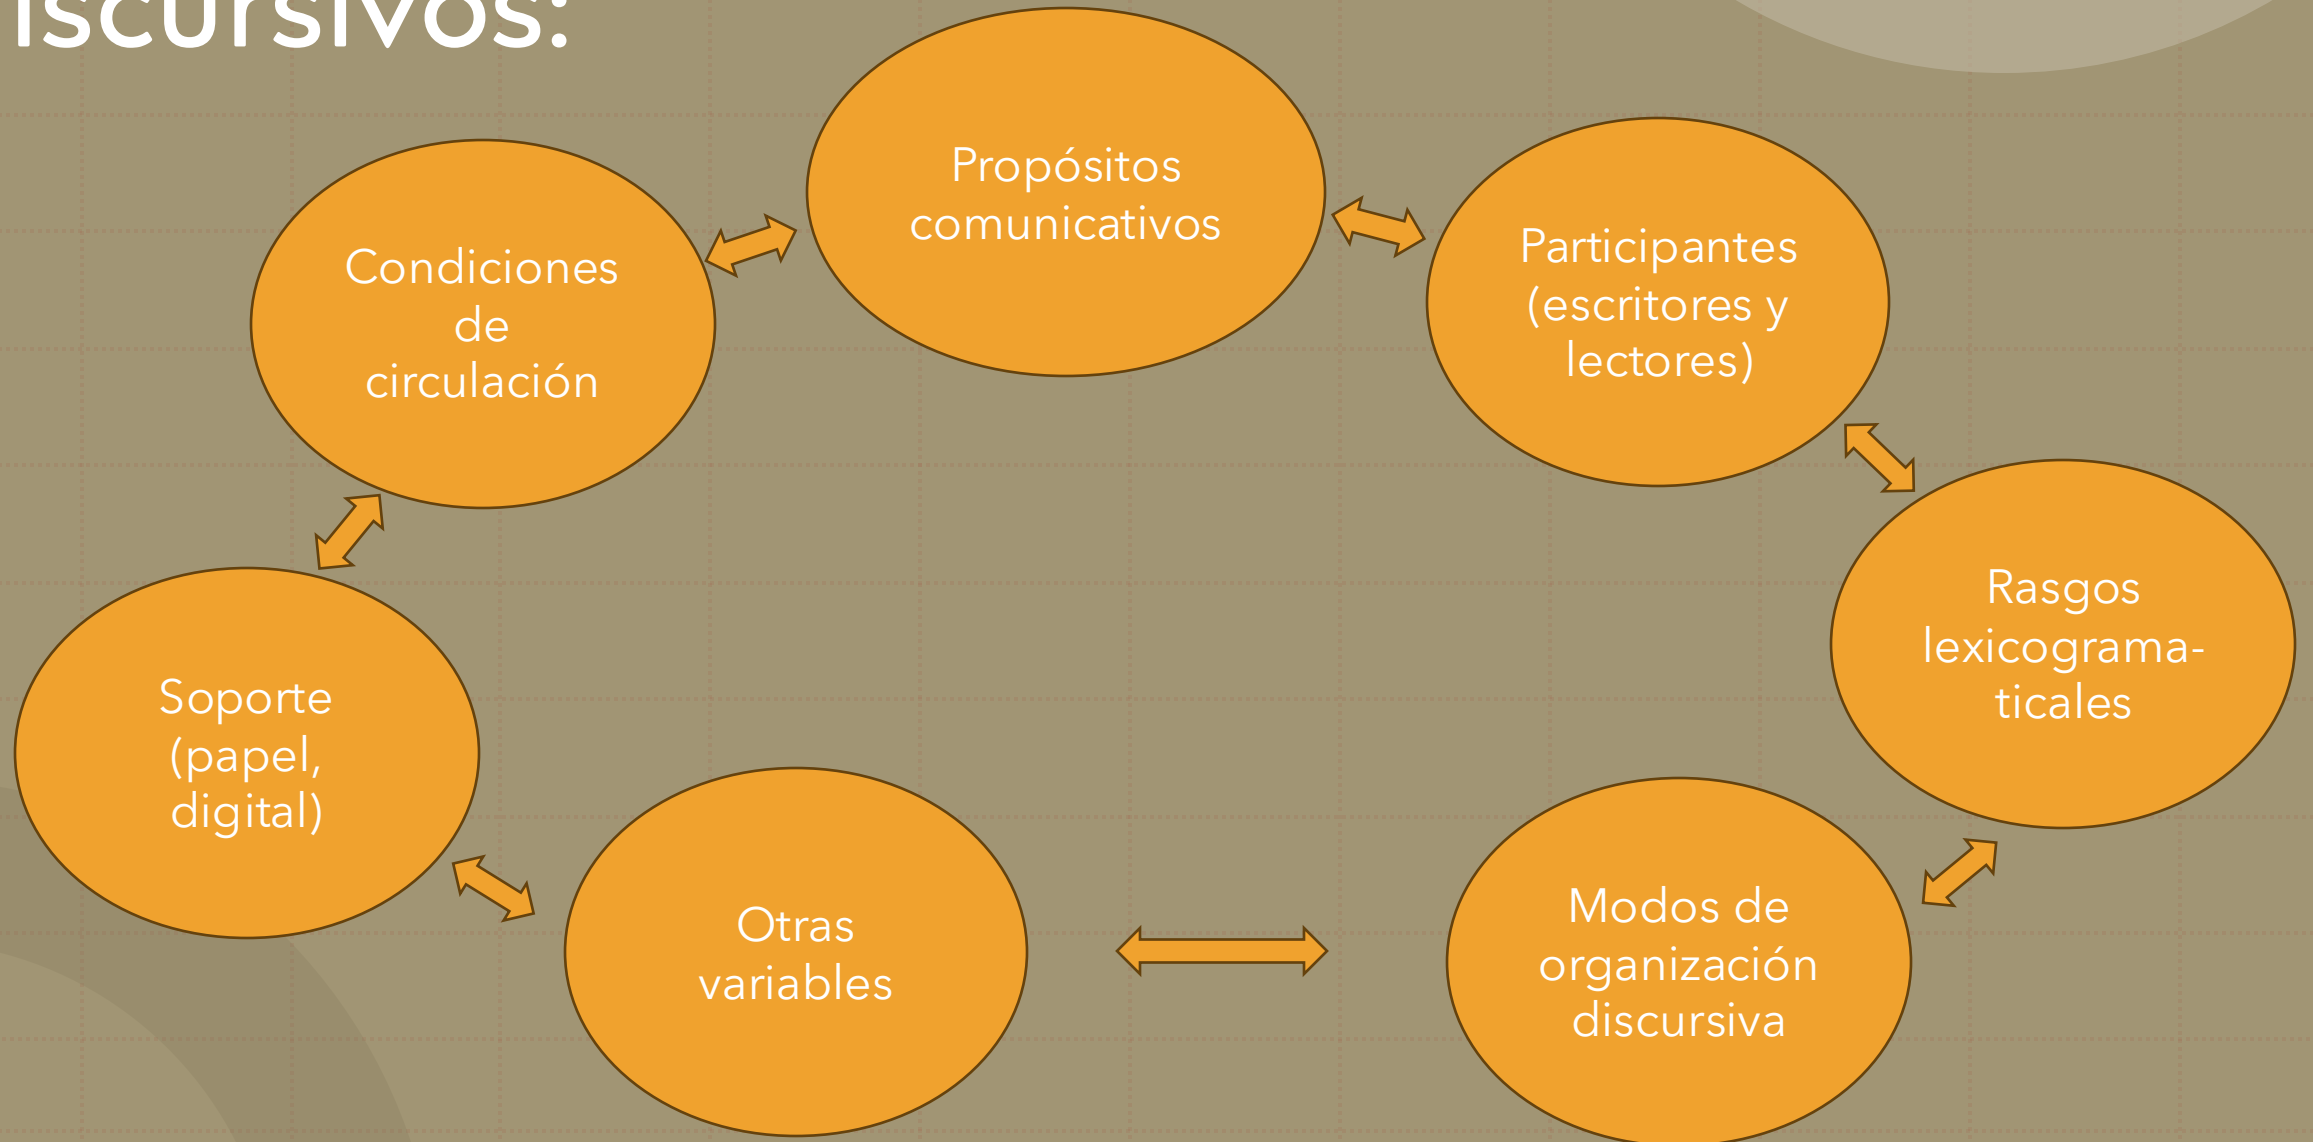 iscursivos:
Propósitos
comunicativos
Participantes
(escritores y
lectores)
Rasgos
lexicograma-
ticales
Modos de
organización
discursiva
Otras
variables
Soporte
(papel,
digital)
Condiciones
de
circulación